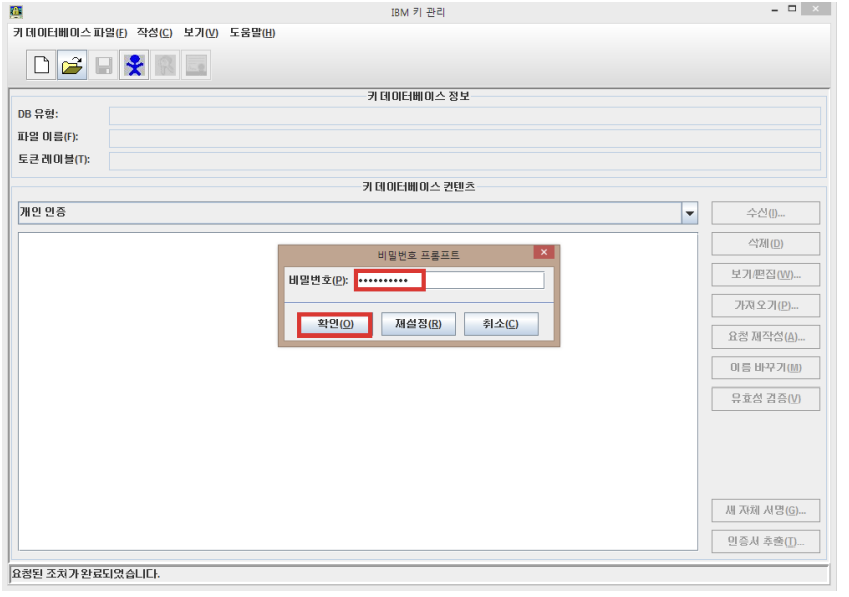 IBM 키 관리
키 데이터베이스 파일(F) 작성(C) 보기(V) 도움말(H)
키 데이터베이스 정보
DB 유형:
파일 이름(F):
토큰 레이블(T):
키 데이터베이스 컨텐츠
개인 인증
수신(I)...
삭제(D)
비밀번호 프롬프트
비밀번호(P): ••••••••••
보기/편집(W)...
가져오기(P)...
확인(O) 재설정(R) 취소(C)
요청 재작성(A)...
이름 바꾸기(M)
유효성 검증(V)
새 자체 서명(G)...
인증서 추출(T)...
요청된 조치가 완료되었습니다.